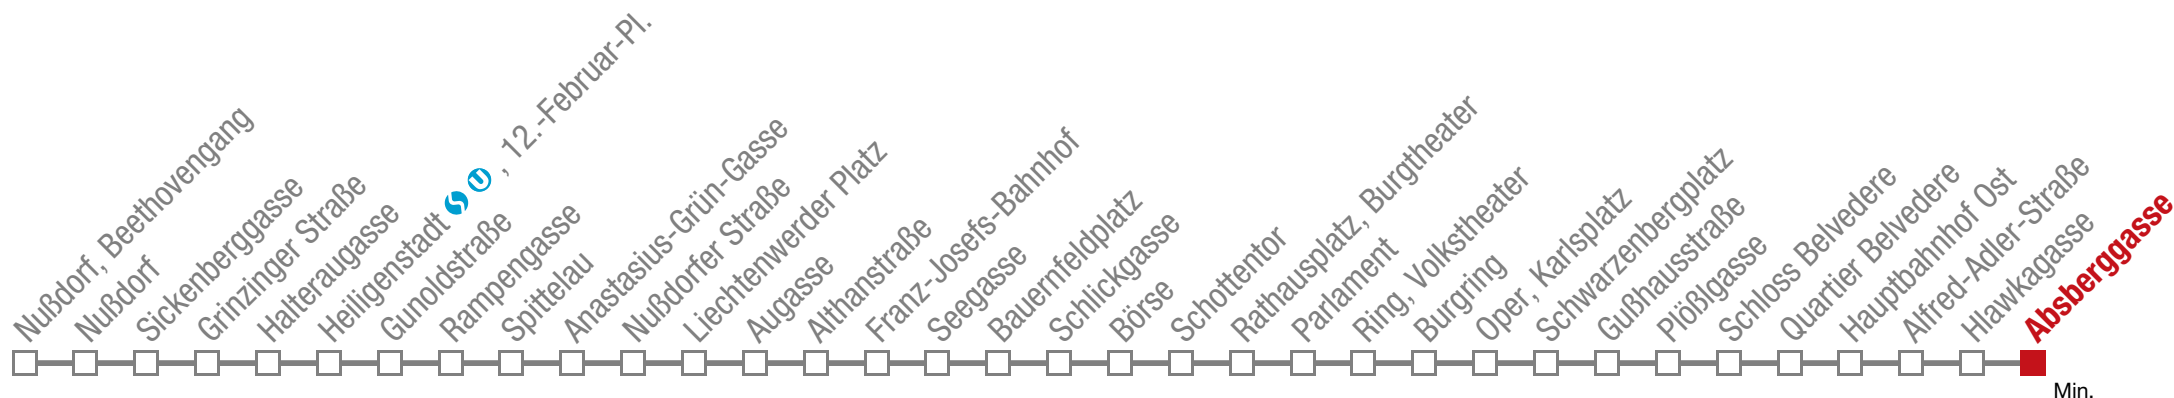 Nußdorf, Beethovengang
Nußdorf
Sickenberggasse
Grinzinger Straße
Halteraugasse
Heiligenstadt S U , 12.-Februar-Pl.
Gunoldstraße
Rampengasse
Spittelau
Anastasius-Grün-Gasse
Nußdorfer Straße
Liechtenwerder Platz
Augasse
Althanstraße
Franz-Josefs-Bahnhof
Seegasse
Bauernfeldplatz
Schlickgasse
Börse
Schottentor
Rathausplatz, Burgtheater
Parlament
Ring, Volkstheater
Burgring
Oper, Karlsplatz
Schwarzenbergplatz
Gußhausstraße
Plößlgasse
Schloss Belvedere
Quartier Belvedere
Hauptbahnhof Ost
Alfred-Adler-Straße
Hlawkagasse
Absberggasse
Min.